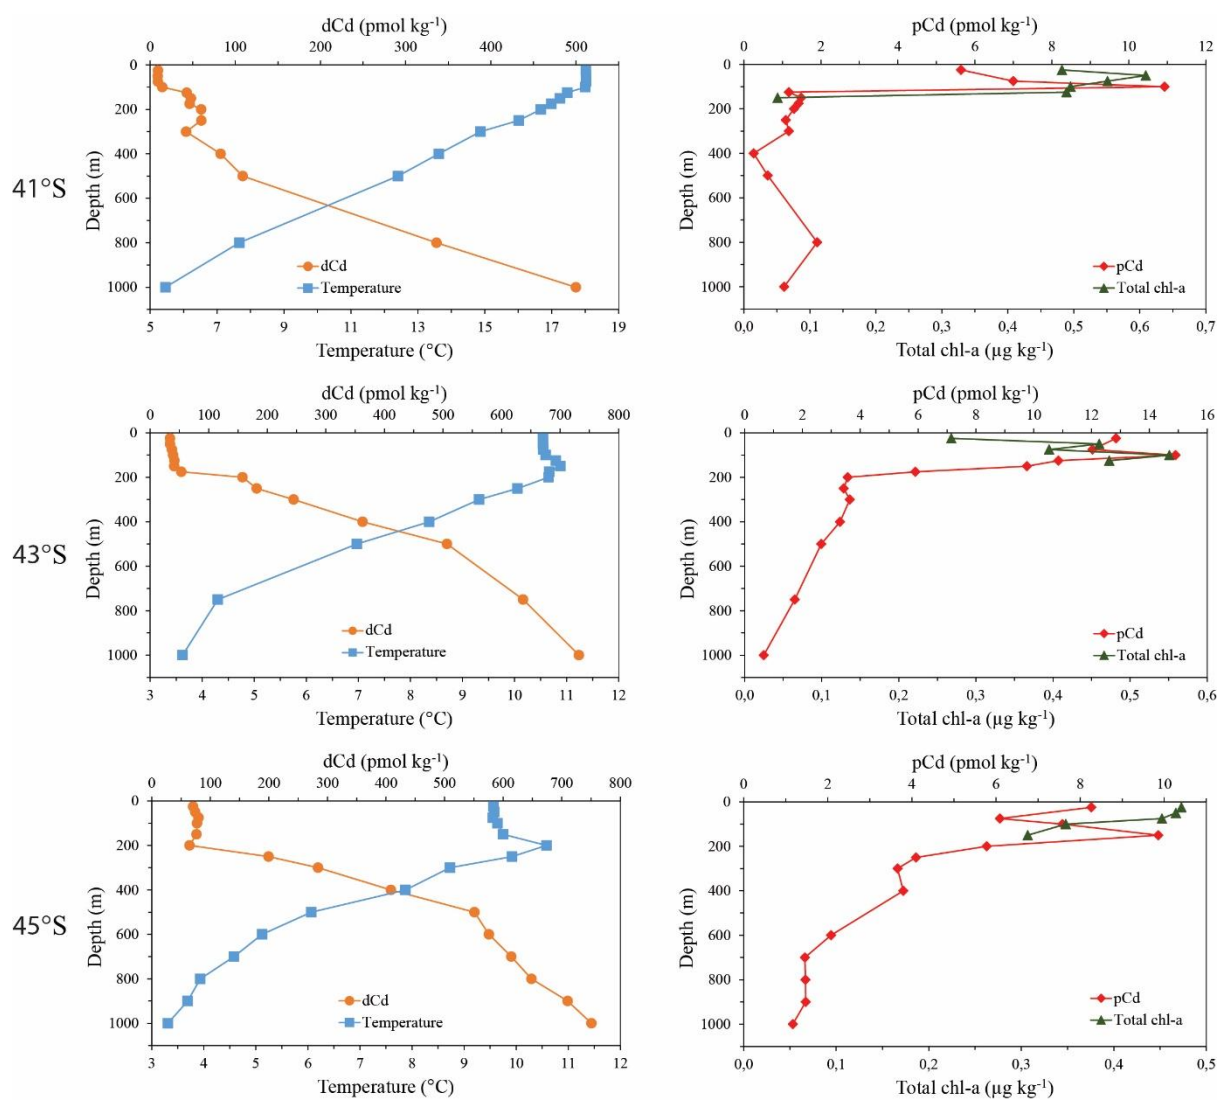 dCd (pmol kg⁻¹)
0 100 200 300 400 500
0
200
400
600
800
1000
Depth (m)
41°S
dCd
Temperature
5 7 9 11 13 15 17 19
Temperature (°C)
pCd (pmol kg⁻¹)
0 2 4 6 8 10 12
0
200
400
600
800
1000
Depth (m)
pCd
Total chl-a
0,0 0,1 0,2 0,3 0,4 0,5 0,6 0,7
Total chl-a (µg kg⁻¹)
dCd (pmol kg⁻¹)
0 100 200 300 400 500 600 700 800
0
200
400
600
800
1000
Depth (m)
43°S
dCd
Temperature
3 4 5 6 7 8 9 10 11 12
Temperature (°C)
pCd (pmol kg⁻¹)
0 2 4 6 8 10 12 14 16
0
200
400
600
800
1000
Depth (m)
pCd
Total chl-a
0,0 0,1 0,2 0,3 0,4 0,5 0,6
Total chl-a (µg kg⁻¹)
dCd (pmol kg⁻¹)
0 100 200 300 400 500 600 700 800
0
200
400
600
800
1000
Depth (m)
45°S
dCd
Temperature
3 4 5 6 7 8 9 10 11 12
Temperature (°C)
pCd (pmol kg⁻¹)
0 2 4 6 8 10
0
200
400
600
800
1000
Depth (m)
pCd
Total chl-a
0,0 0,1 0,2 0,3 0,4 0,5
Total chl-a (µg kg⁻¹)